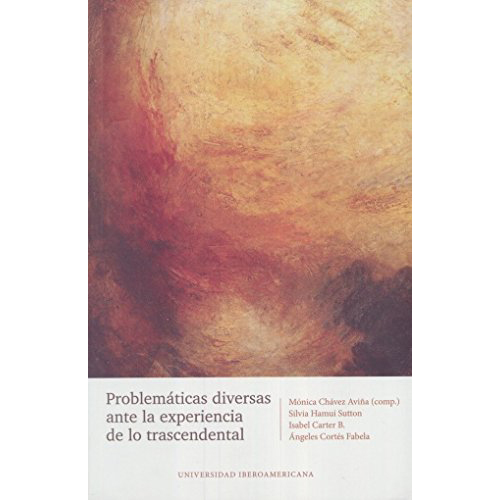 Problemáticas diversas
ante la experiencia
de lo trascendental
Mónica Chávez Aviña (comp.)
Silvia Hamui Sutton
Isabel Carter B.
Ángeles Cortés Fabela
UNIVERSIDAD IBEROAMERICANA